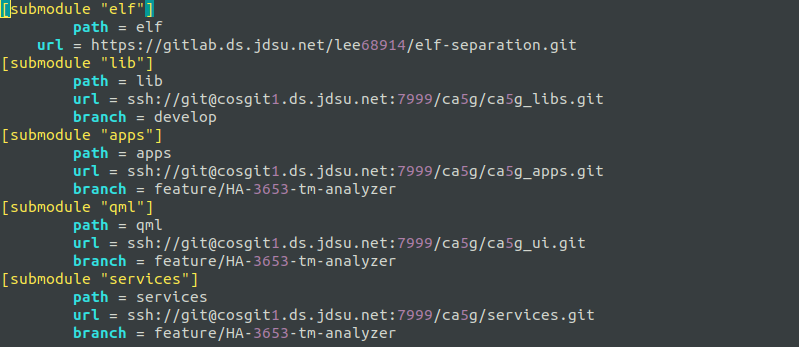 [submodule "elf"]
        path = elf
    url = https://gitlab.ds.jdsu.net/lee68914/elf-separation.git
[submodule "lib"]
        path = lib
        url = ssh://git@cosgit1.ds.jdsu.net:7999/ca5g/ca5g_libs.git
        branch = develop
[submodule "apps"]
        path = apps
        url = ssh://git@cosgit1.ds.jdsu.net:7999/ca5g/ca5g_apps.git
        branch = feature/HA-3653-tm-analyzer
[submodule "qml"]
        path = qml
        url = ssh://git@cosgit1.ds.jdsu.net:7999/ca5g/ca5g_ui.git
        branch = feature/HA-3653-tm-analyzer
[submodule "services"]
        path = services
        url = ssh://git@cosgit1.ds.jdsu.net:7999/ca5g/services.git
        branch = feature/HA-3653-tm-analyzer